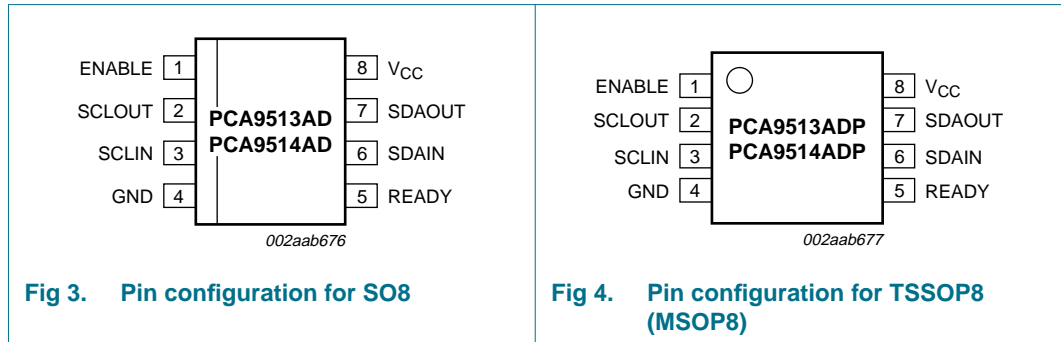 ENABLE 1 8 VCC
SCLOUT 2 PCA9513AD 7 SDAOUT
SCLIN 3 PCA9514AD 6 SDAIN
GND 4 5 READY
002aab676
Fig 3. Pin configuration for SO8
ENABLE 1 8 VCC
SCLOUT 2 PCA9513ADP 7 SDAOUT
SCLIN 3 PCA9514ADP 6 SDAIN
GND 4 5 READY
002aab677
Fig 4. Pin configuration for TSSOP8
(MSOP8)